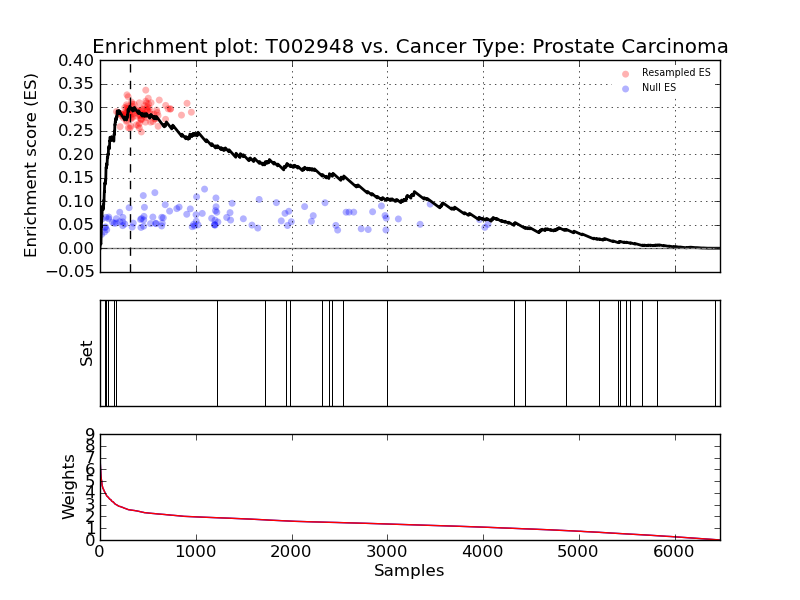 Enrichment plot: T002948 vs. Cancer Type: Prostate Carcinoma
Enrichment score (ES)
0.40
0.35
0.30
0.25
0.20
0.15
0.10
0.05
0.00
−0.05
Resampled ES
Null ES
Set
Weights
9
8
7
6
5
4
3
2
1
0
0 1000 2000 3000 4000 5000 6000
Samples